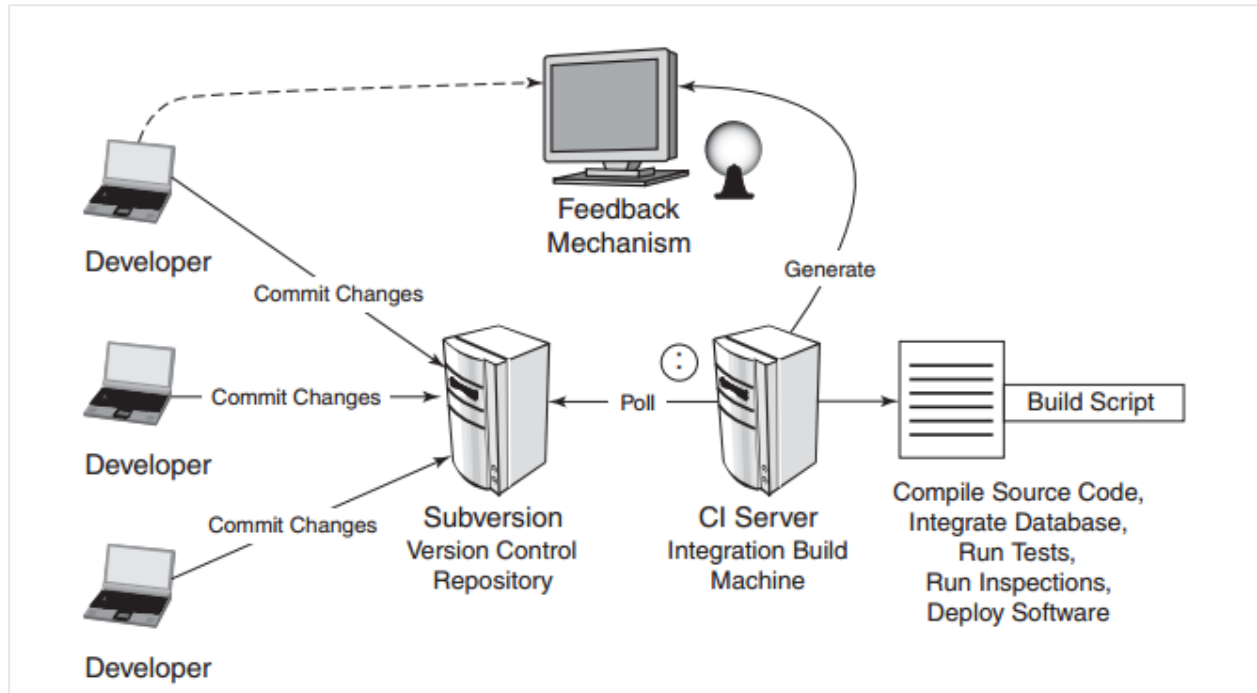 Feedback
Mechanism
Developer
Commit Changes
Generate
Developer
Commit Changes
Poll
Build Script
Subversion
Version Control
Repository
CI Server
Integration Build
Machine
Compile Source Code,
Integrate Database,
Run Tests,
Run Inspections,
Deploy Software
Commit Changes
Developer